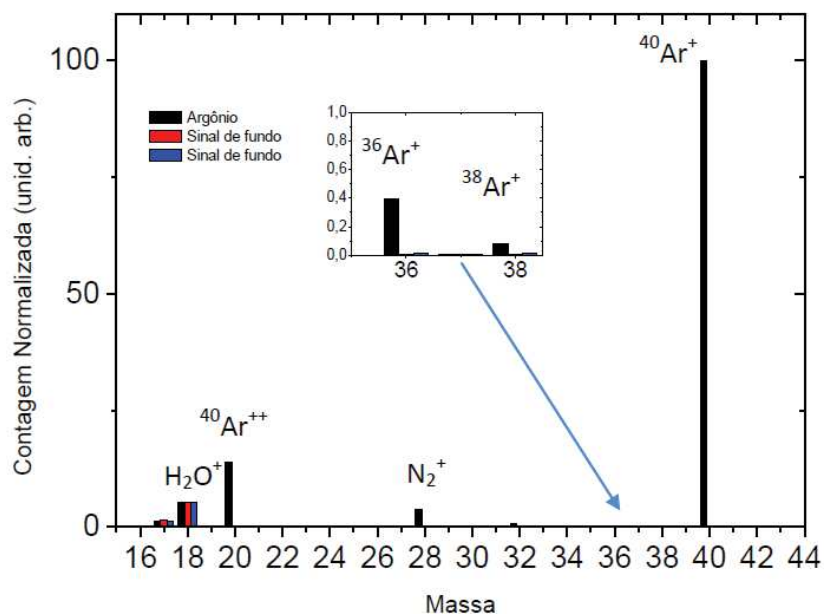 Contagem Normalizada (unid. arb.)
100
50
0
Argônio
Sinal de fundo
Sinal de fundo
1,0
0,8
0,6
0,4
0,2
0,0
³⁶Ar⁺
³⁸Ar⁺
36 38
⁴⁰Ar⁺
⁴⁰Ar⁺⁺
H₂O⁺
N₂⁺
16 18 20 22 24 26 28 30 32 34 36 38 40 42 44
Massa